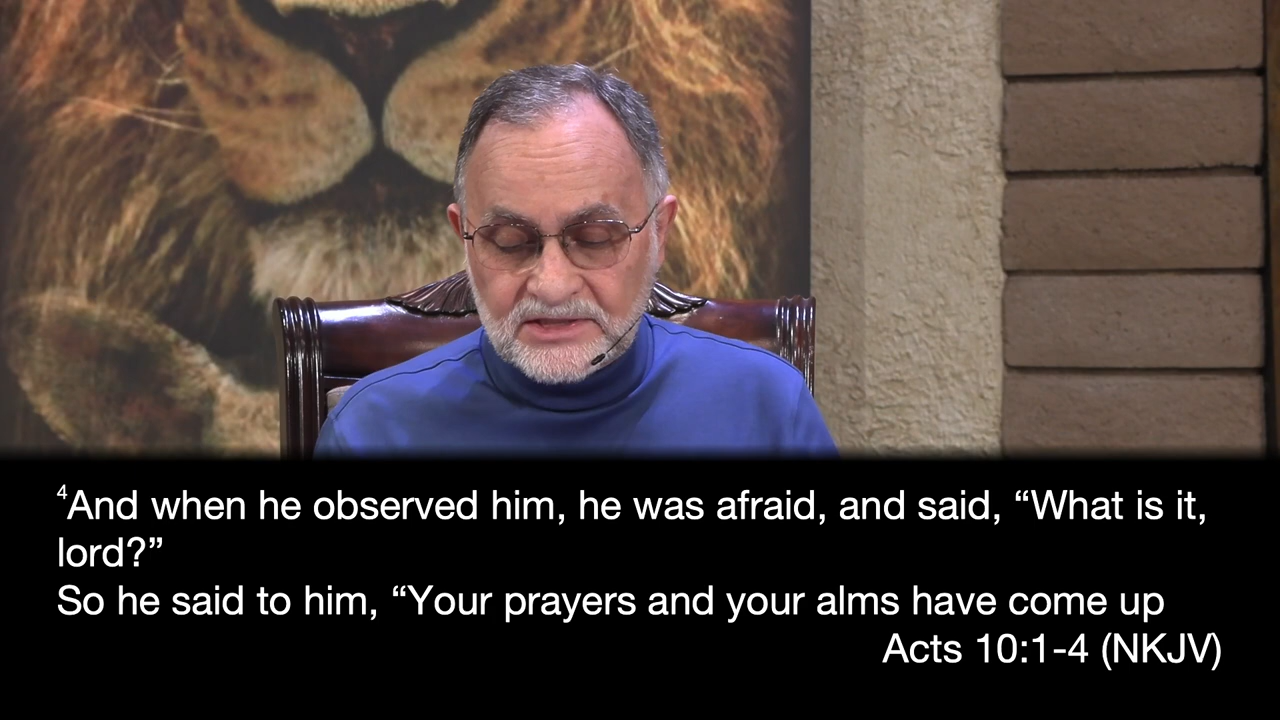 ⁴And when he observed him, he was afraid, and said, “What is it,
lord?”
So he said to him, “Your prayers and your alms have come up
Acts 10:1-4 (NKJV)